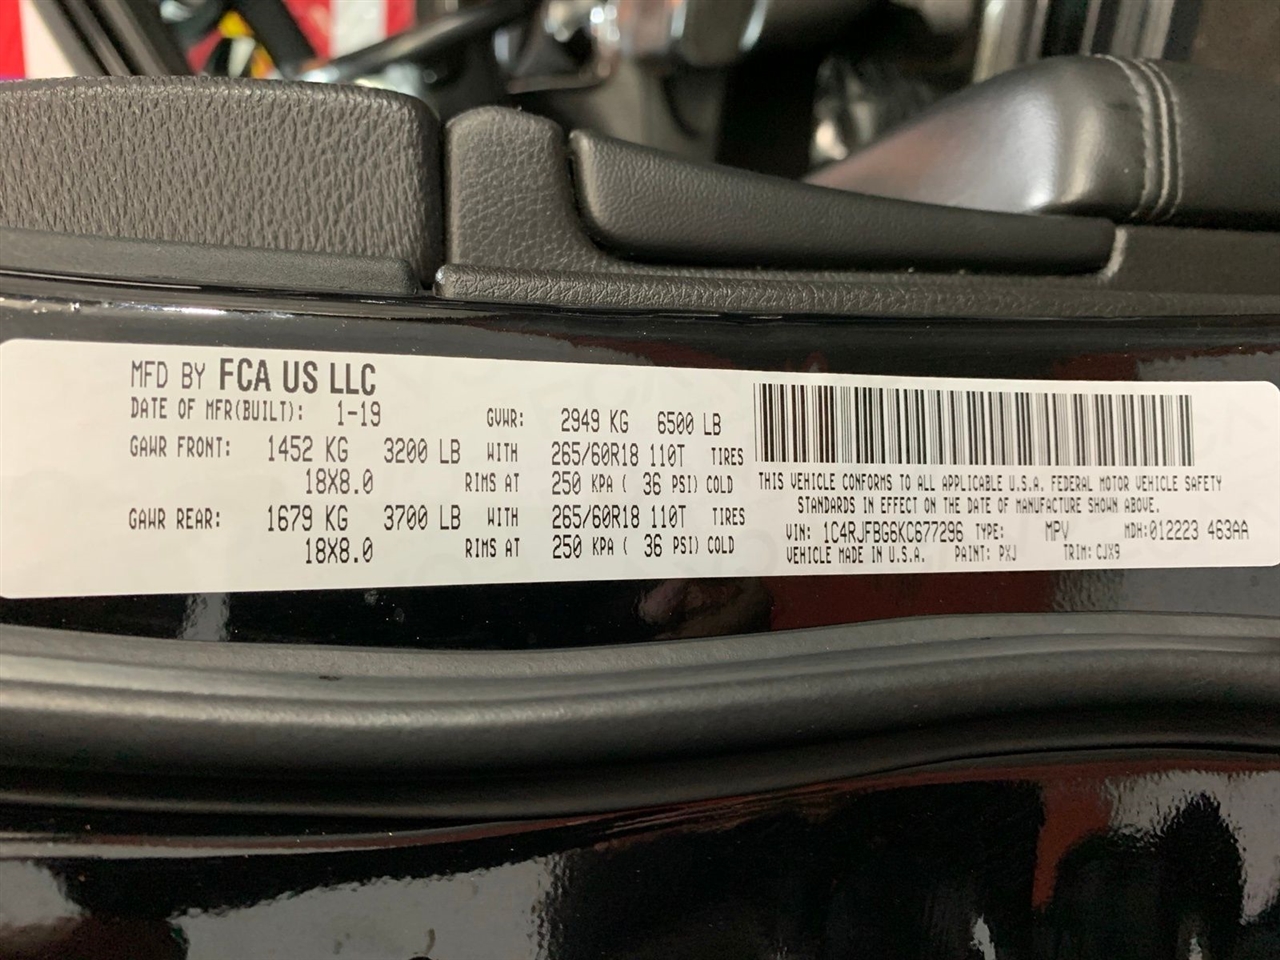 MFD BY FCA US LLC
DATE OF MFR(BUILT): 1-19 GVWR: 2949 KG 6500 LB
GAWR FRONT: 1452 KG 3200 LB WITH 265/60R18 110T TIRES
18X8.0 RIMS AT 250 KPA ( 36 PSI) COLD
GAWR REAR: 1679 KG 3700 LB WITH 265/60R18 110T TIRES
18X8.0 RIMS AT 250 KPA ( 36 PSI) COLD
THIS VEHICLE CONFORMS TO ALL APPLICABLE U.S.A. FEDERAL MOTOR VEHICLE SAFETY
STANDARDS IN EFFECT ON THE DATE OF MANUFACTURE SHOWN ABOVE.
VIN: 1C4RJFBG6KC677296 TYPE: MPV MDH:012223 463AA
VEHICLE MADE IN U.S.A. PAINT: PXJ TRIM: CJX9